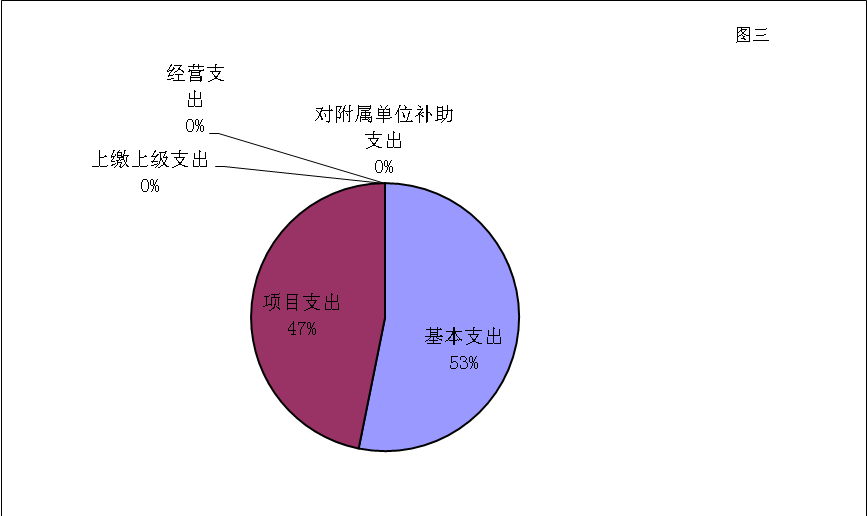 图三
经营支
出
0%
对附属单位补助
支出
0%
上缴上级支出
0%
项目支出
47%
基本支出
53%